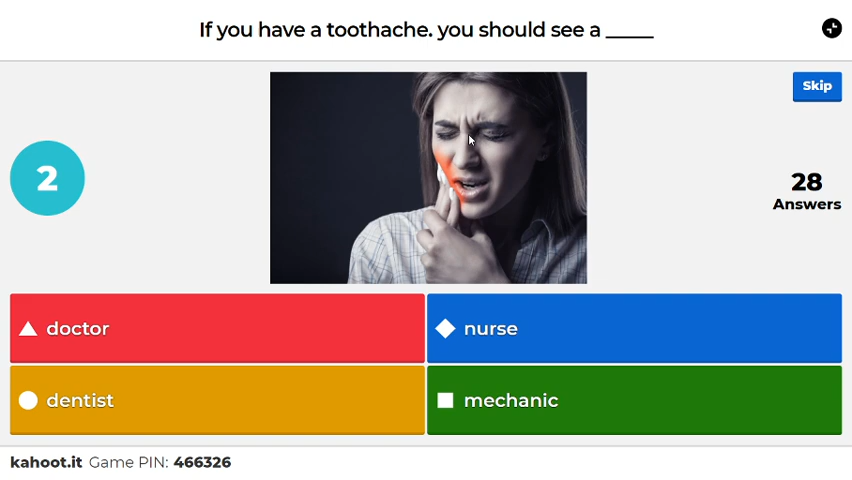 If you have a toothache. you should see a _____
Skip
2
28
Answers
doctor
nurse
dentist
mechanic
kahoot.it Game PIN: 466326